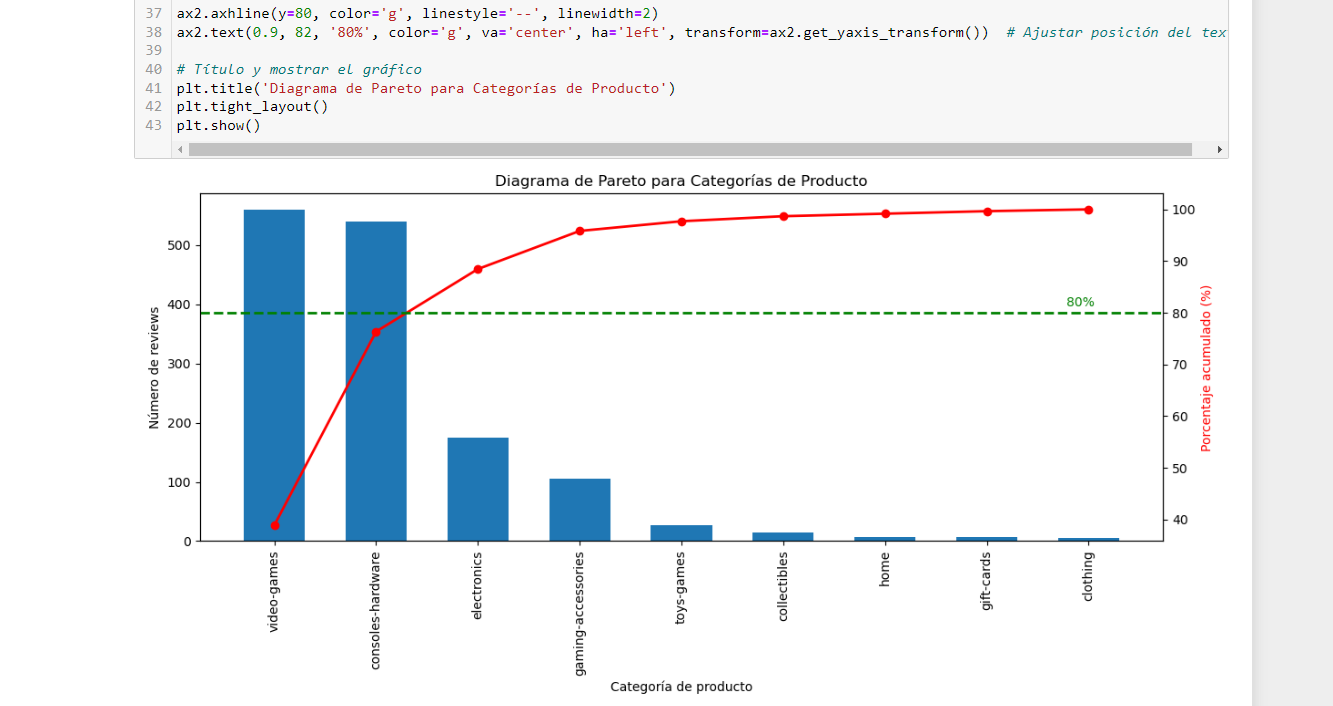 37 ax2.axhline(y=80, color='g', linestyle='--', linewidth=2)
38 ax2.text(0.9, 82, '80%', color='g', va='center', ha='left', transform=ax2.get_yaxis_transform())  # Ajustar posición del tex
39
40 # Título y mostrar el gráfico
41 plt.title('Diagrama de Pareto para Categorías de Producto')
42 plt.tight_layout()
43 plt.show()
Diagrama de Pareto para Categorías de Producto
Número de reviews
500
400
300
200
100
0
80%
100
90
80
70
60
50
40
Porcentaje acumulado (%)
video-games
consoles-hardware
electronics
gaming-accessories
toys-games
collectibles
home
gift-cards
clothing
Categoría de producto